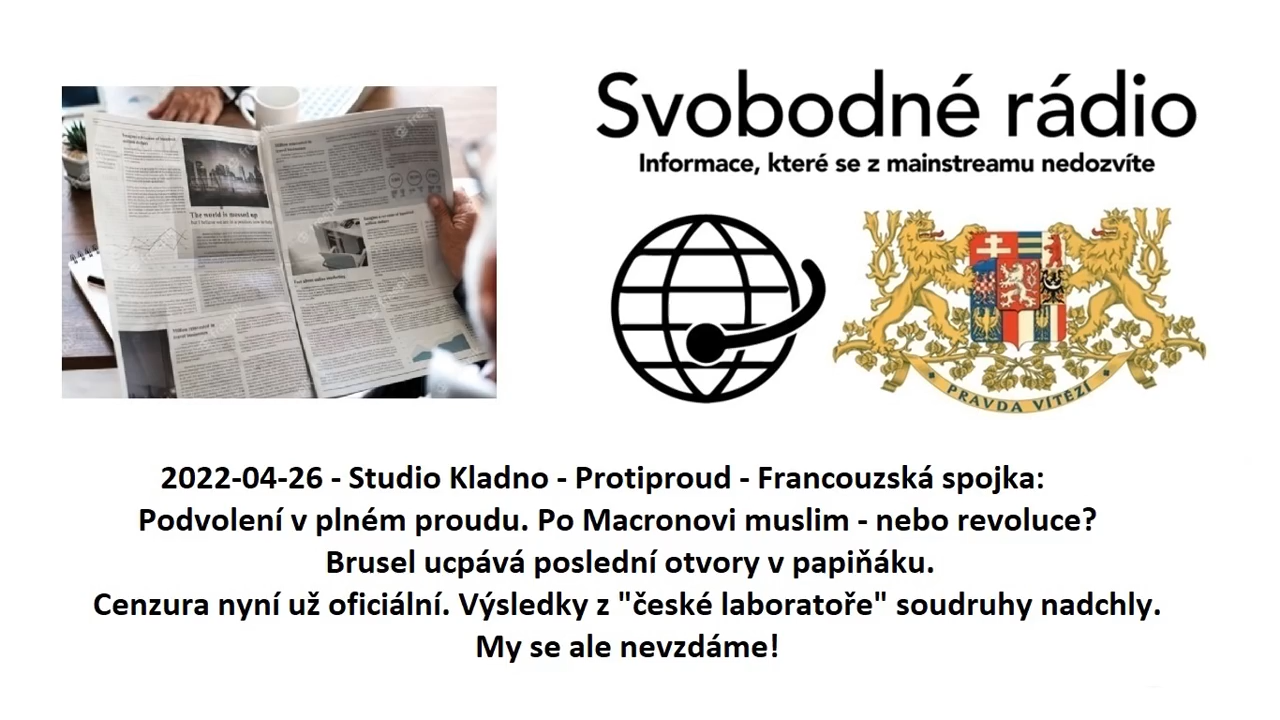 Svobodné rádio
Informace, které se z mainstreamu nedozvíte
The world is messed up
PRAVDA VÍTĚZÍ
2022-04-26 - Studio Kladno - Protiproud - Francouzská spojka:
Podvolení v plném proudu. Po Macronovi muslim - nebo revoluce?
Brusel ucpává poslední otvory v papiňáku.
Cenzura nyní už oficiální. Výsledky z "české laboratoře" soudruhy nadchly.
My se ale nevzdáme!